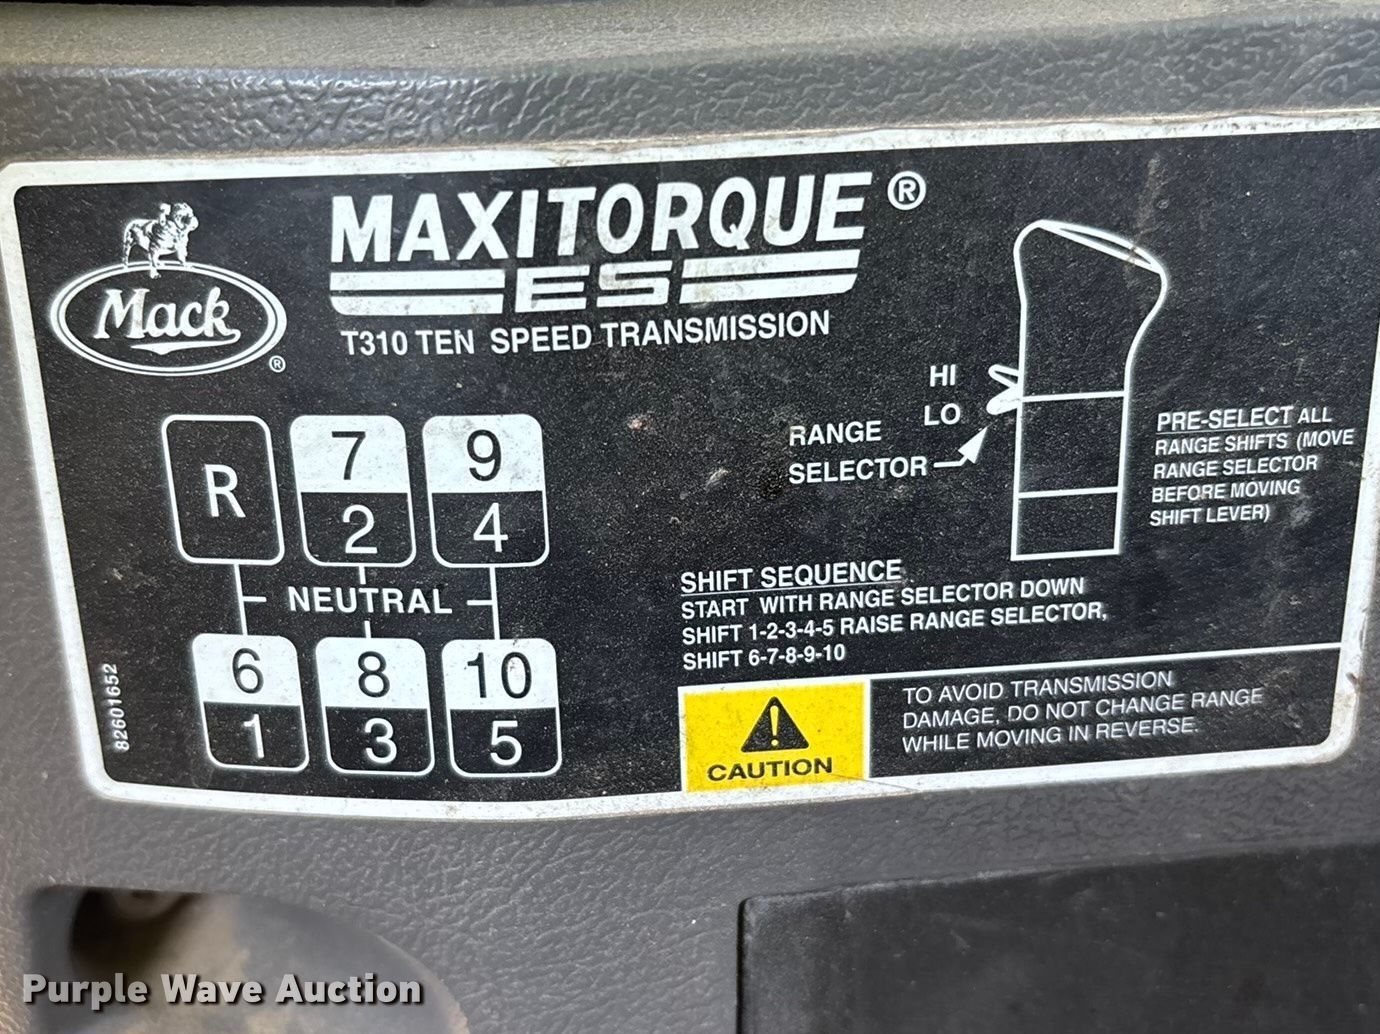 MAXITORQUE®
ES
Mack
®
T310 TEN SPEED TRANSMISSION
R
7
2
9
4
NEUTRAL
6
1
8
3
10
5
82601652
HI
LO
RANGE
SELECTOR
PRE-SELECT ALL
RANGE SHIFTS (MOVE
RANGE SELECTOR
BEFORE MOVING
SHIFT LEVER)
SHIFT SEQUENCE
START WITH RANGE SELECTOR DOWN
SHIFT 1-2-3-4-5 RAISE RANGE SELECTOR,
SHIFT 6-7-8-9-10
CAUTION
TO AVOID TRANSMISSION
DAMAGE, DO NOT CHANGE RANGE
WHILE MOVING IN REVERSE.
Purple Wave Auction